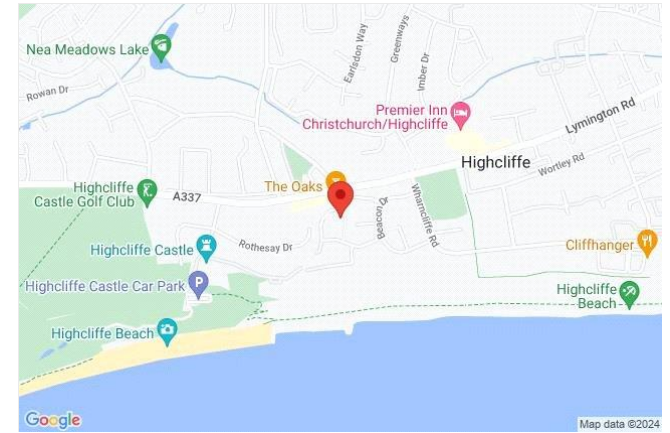 Nea Meadows Lake
Earlsdon Way
Greenways
Rowan Dr
mber Dr
Premier Inn
Christchurch/Highcliffe
Lymington Rd
Highcliffe
Wortley Rd
The Oaks
Highcliffe
Castle Golf Club
A337
Beacon Dr
Wharncliffe Rd
Highcliffe Castle
Rothesay Dr
Cliffhanger
Highcliffe Castle Car Park
P
Highcliffe
Beach
Highcliffe Beach
Google
Map data ©2024